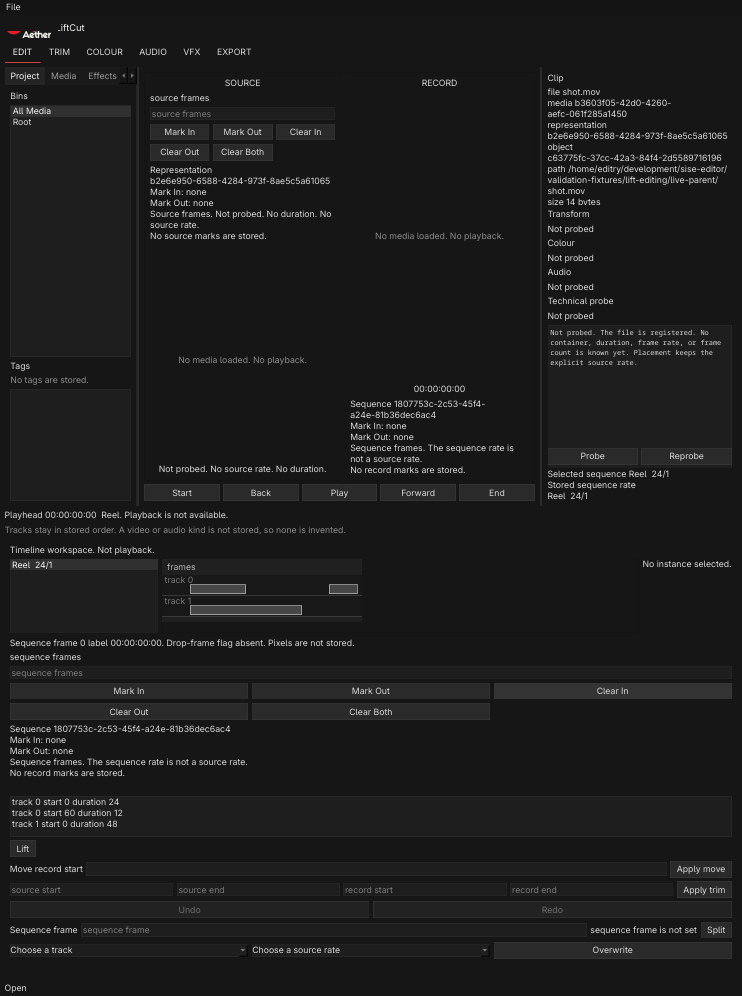 File
Aether
LiftCut
EDIT TRIM COLOUR AUDIO VFX EXPORT
Project Media Effects
Bins
All Media
Root
Tags
No tags are stored.
SOURCE
source frames
source frames
Mark In Mark Out Clear In
Clear Out Clear Both
Representation
b2e6e950-6588-4284-973f-8ae5c5a61065
Mark In: none
Mark Out: none
Source frames. Not probed. No duration. No
source rate.
No source marks are stored.
No media loaded. No playback.
Not probed. No source rate. No duration.
RECORD
No media loaded. No playback.
00:00:00:00
Sequence 1807753c-2c53-45f4-
a24e-81b36dec6ac4
Mark In: none
Mark Out: none
Sequence frames. The sequence rate is
not a source rate.
No record marks are stored.
Start Back Play Forward End
Clip
file shot.mov
media b3603f05-42d0-4260-
aefc-061f285a1450
representation
b2e6e950-6588-4284-973f-8ae5c5a61065
object
c63775fc-37cc-42a3-84f4-2d5589716196
path /home/editry/development/sise-editor/
validation-fixtures/lift-editing/live-parent/
shot.mov
size 14 bytes
Transform
Not probed
Colour
Not probed
Audio
Not probed
Technical probe
Not probed
Not probed. The file is registered. No
container, duration, frame rate, or frame
count is known yet. Placement keeps the
explicit source rate.
Probe Reprobe
Selected sequence Reel 24/1
Stored sequence rate
Reel 24/1
Playhead 00:00:00:00 Reel. Playback is not available.
Tracks stay in stored order. A video or audio kind is not stored, so none is invented.
Timeline workspace. Not playback.
Reel 24/1
frames
track 0
track 1
No instance selected.
Sequence frame 0 label 00:00:00:00. Drop-frame flag absent. Pixels are not stored.
sequence frames
sequence frames
Mark In Mark Out Clear In
Clear Out Clear Both
Sequence 1807753c-2c53-45f4-a24e-81b36dec6ac4
Mark In: none
Mark Out: none
Sequence frames. The sequence rate is not a source rate.
No record marks are stored.
track 0 start 0 duration 24
track 0 start 60 duration 12
track 1 start 0 duration 48
Lift
Move record start Apply move
source start source end record start record end Apply trim
Undo Redo
Sequence frame sequence frame sequence frame is not set Split
Choose a track Choose a source rate Overwrite
Open